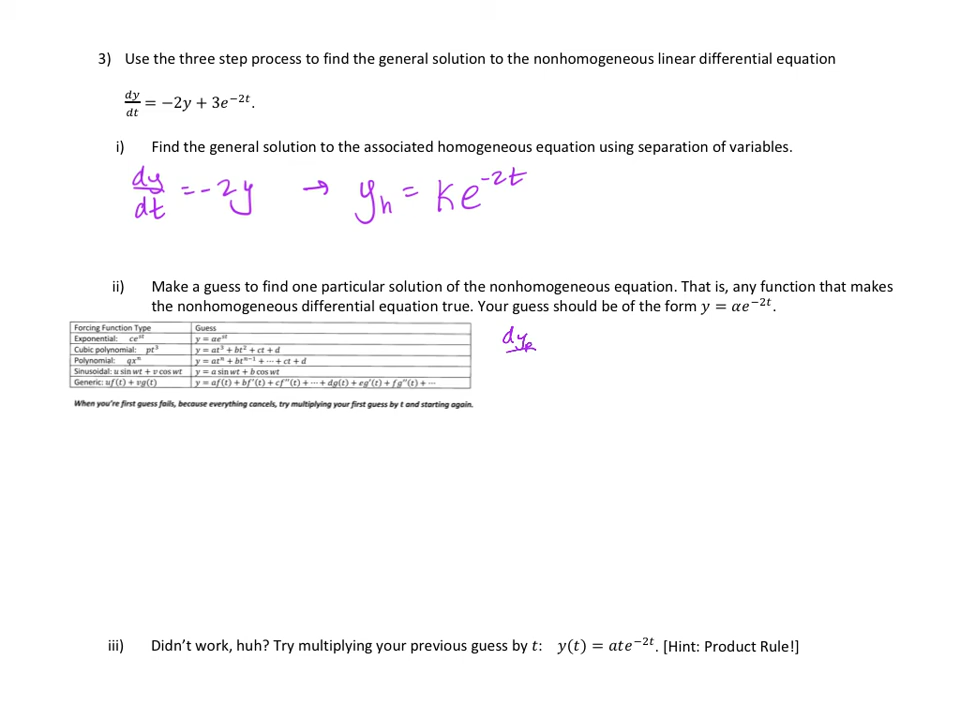 3) Use the three step process to find the general solution to the nonhomogeneous linear differential equation
dy/dt = −2y + 3e^{−2t}.
i) Find the general solution to the associated homogeneous equation using separation of variables.
dy/dt = -2y → y_h = Ke^{-2t}
ii) Make a guess to find one particular solution of the nonhomogeneous equation. That is, any function that makes
the nonhomogeneous differential equation true. Your guess should be of the form y = αe^{−2t}.
Forcing Function Type Guess
Exponential: ce^{st} y = ae^{st}
Cubic polynomial: pt^3 y = at^3 + bt^2 + ct + d
Polynomial: qx^n y = at^n + bt^{n−1} + ⋯ + ct + d
Sinusoidal: u sin wt + v cos wt y = a sin wt + b cos wt
Generic: uf(t) + vg(t) y = af(t) + bf'(t) + cf''(t) + ⋯ + dg(t) + eg'(t) + fg''(t) + ⋯
When you're first guess fails, because everything cancels, try multiplying your first guess by t and starting again.
dy_p
iii) Didn't work, huh? Try multiplying your previous guess by t: y(t) = ate^{−2t}. [Hint: Product Rule!]